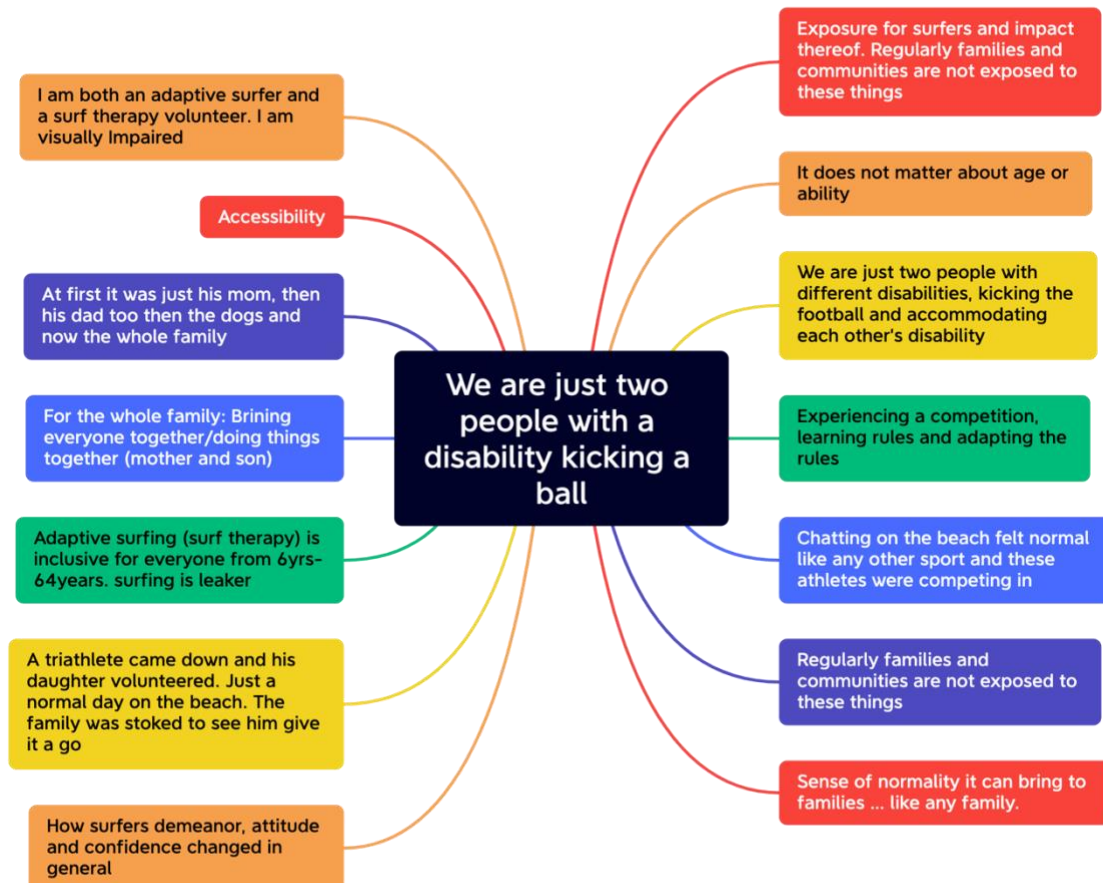 I am both an adaptive surfer and
a surf therapy volunteer. I am
visually Impaired
Accessibility
At first it was just his mom, then
his dad too then the dogs and
now the whole family
For the whole family: Brining
everyone together/doing things
together (mother and son)
Adaptive surfing (surf therapy) is
inclusive for everyone from 6yrs-
64years. surfing is leaker
A triathlete came down and his
daughter volunteered. Just a
normal day on the beach. The
family was stoked to see him give
it a go
How surfers demeanor, attitude
and confidence changed in
general
We are just two
people with a
disability kicking a
ball
Exposure for surfers and impact
thereof. Regularly families and
communities are not exposed to
these things
It does not matter about age or
ability
We are just two people with
different disabilities, kicking the
football and accommodating
each other's disability
Experiencing a competition,
learning rules and adapting the
rules
Chatting on the beach felt normal
like any other sport and these
athletes were competing in
Regularly families and
communities are not exposed to
these things
Sense of normality it can bring to
families ... like any family.